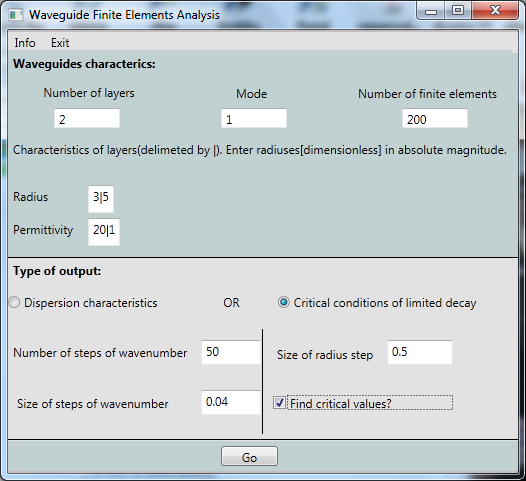 Waveguide Finite Elements Analysis
Info Exit
Waveguides characterics:
Number of layers Mode Number of finite elements
2 1 200
Characteristics of layers(delimeted by |). Enter radiuses[dimensionless] in absolute magnitude.
Radius 3|5
Permittivity 20|1
Type of output:
Dispersion characteristics OR Critical conditions of limited decay
Number of steps of wavenumber 50 Size of radius step 0.5
Size of steps of wavenumber 0.04 Find critical values?
Go